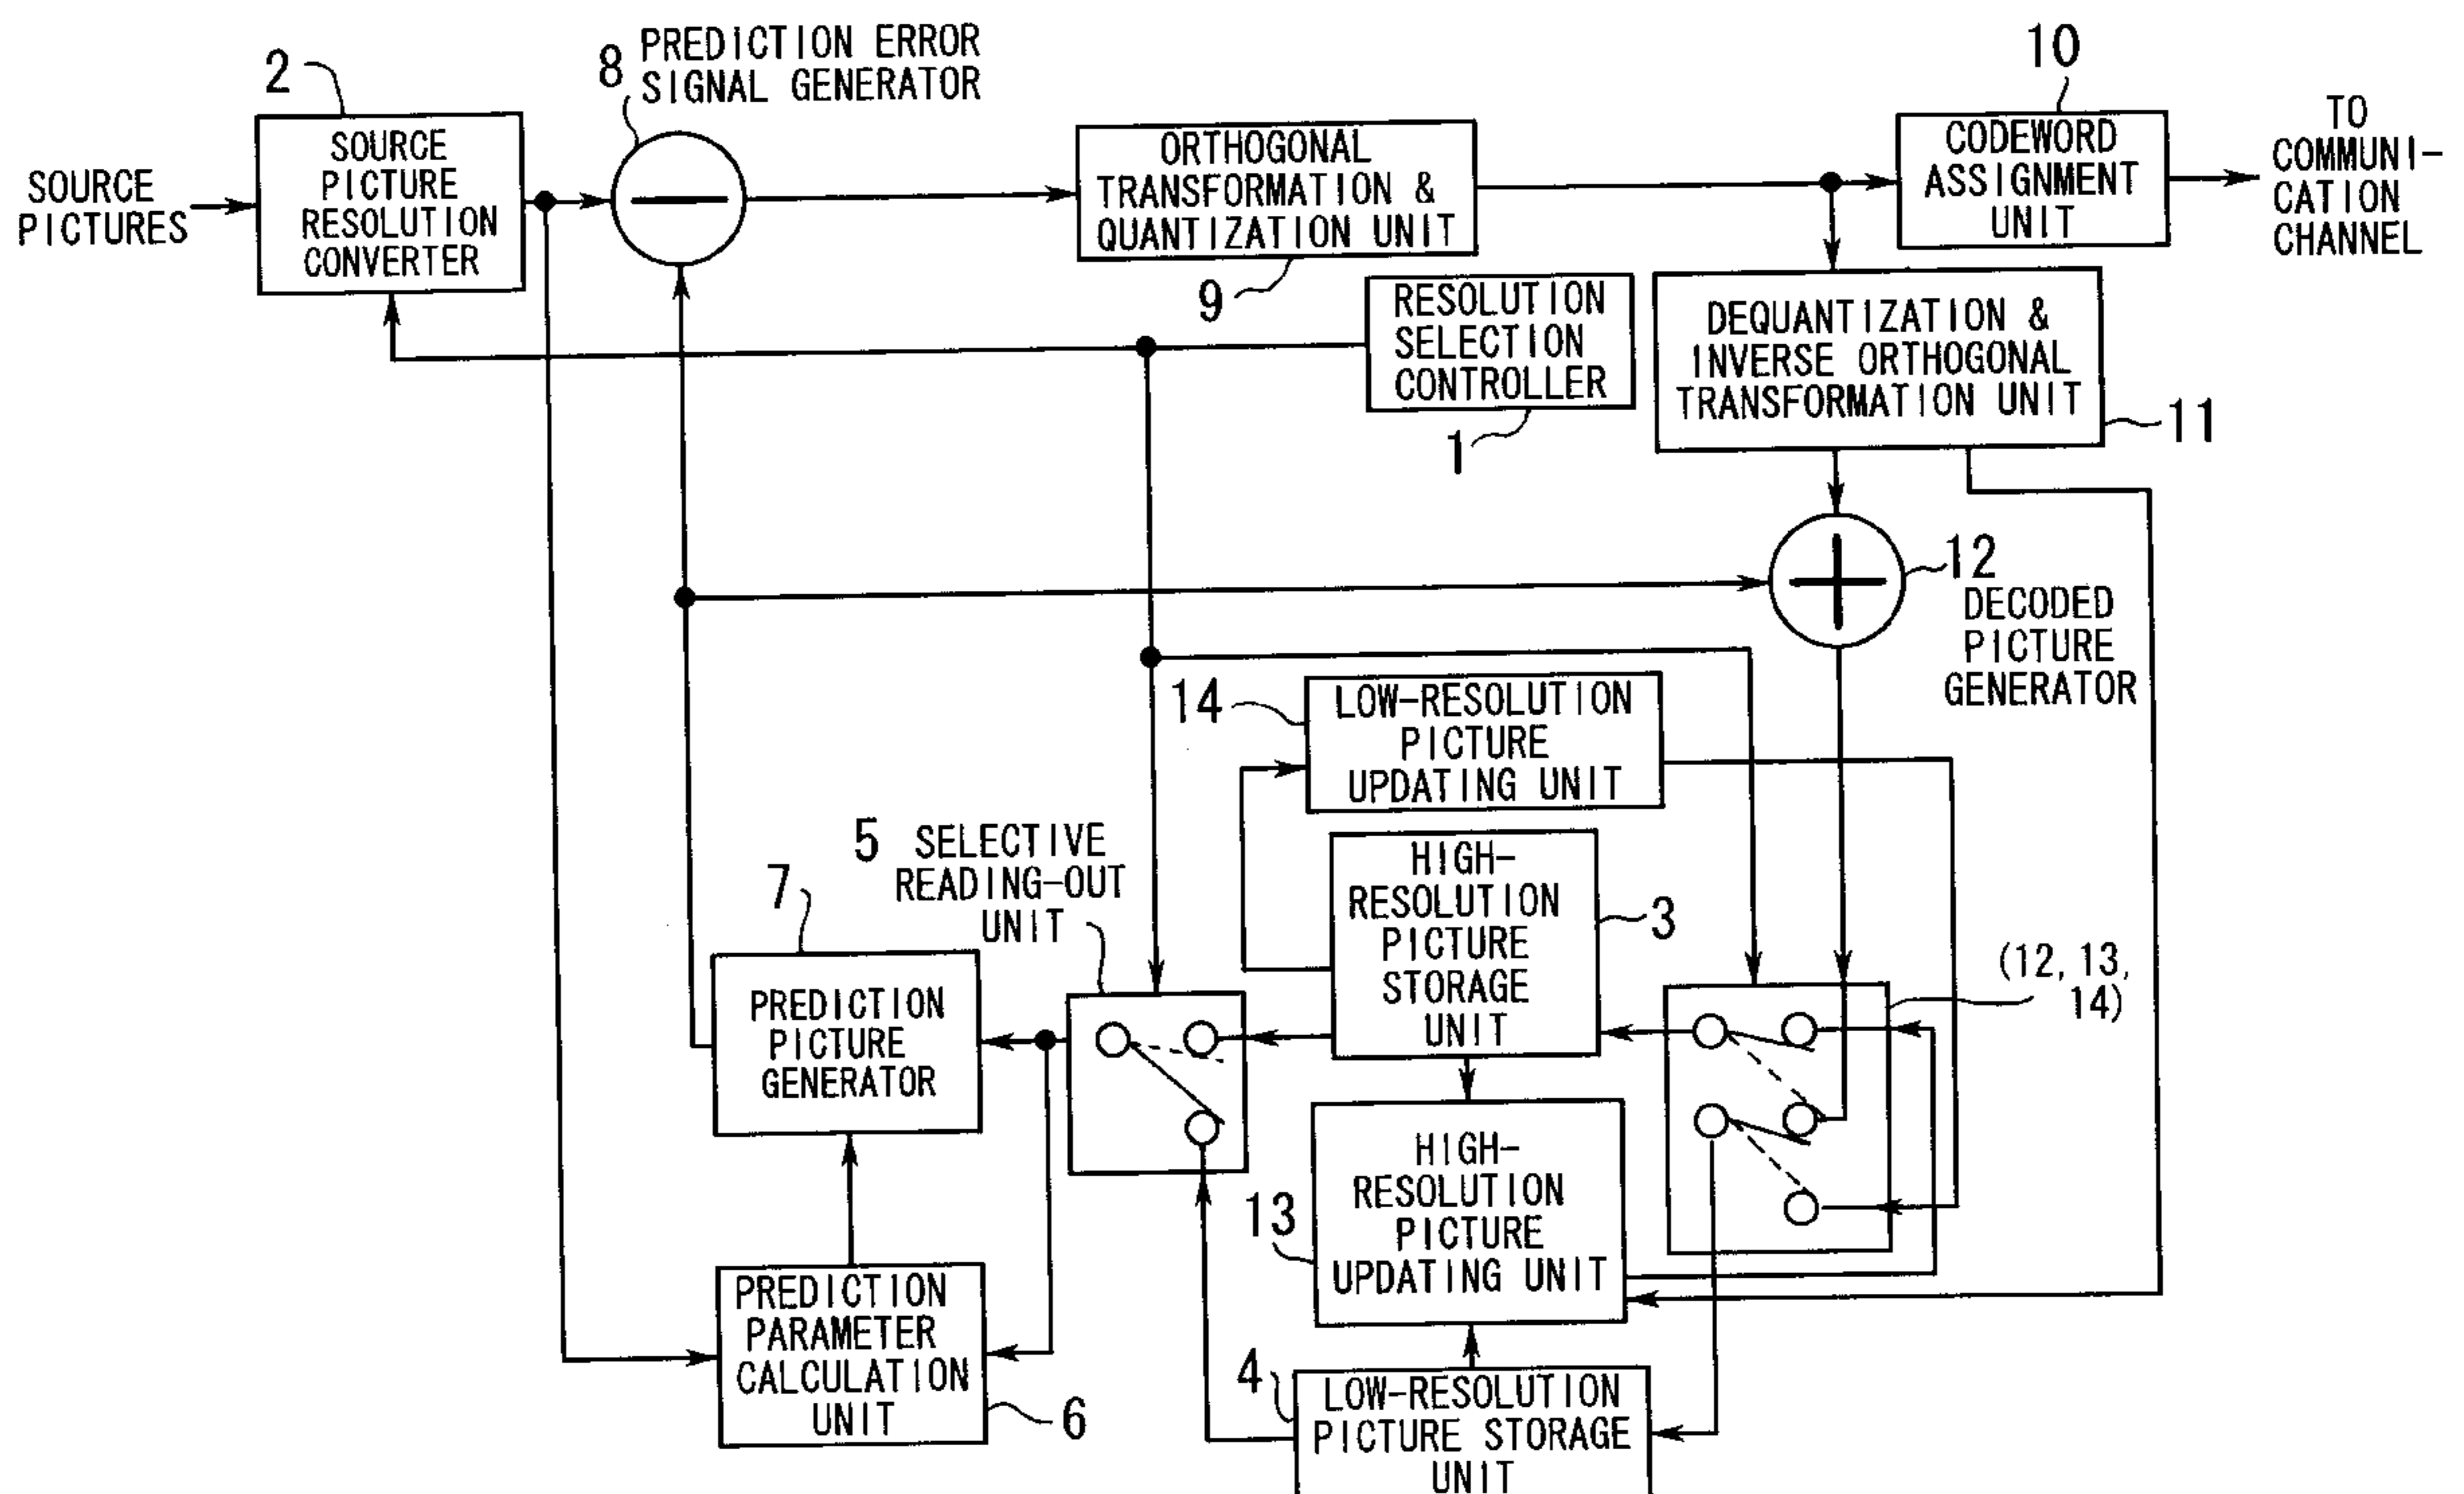 2
8
PREDICTION ERROR
SIGNAL GENERATOR
10
SOURCE
PICTURES
SOURCE
PICTURE
RESOLUTION
CONVERTER
ORTHOGONAL
TRANSFORMATION &
QUANTIZATION UNIT
9
CODEWORD
ASSIGNMENT
UNIT
TO
COMMUNI-
CATION
CHANNEL
RESOLUTION
SELECTION
CONTROLLER
1
DEQUANTIZATION &
INVERSE ORTHOGONAL
TRANSFORMATION UNIT
11
12
DECODED
PICTURE
GENERATOR
14
LOW-RESOLUTION
PICTURE
UPDATING UNIT
5
SELECTIVE
READING-OUT
UNIT
7
HIGH-
RESOLUTION
PICTURE
STORAGE
UNIT
3
(12, 13,
14)
PREDICTION
PICTURE
GENERATOR
13
HIGH-
RESOLUTION
PICTURE
UPDATING UNIT
PREDICTION
PARAMETER
CALCULATION
UNIT
6
4
LOW-RESOLUTION
PICTURE STORAGE
UNIT